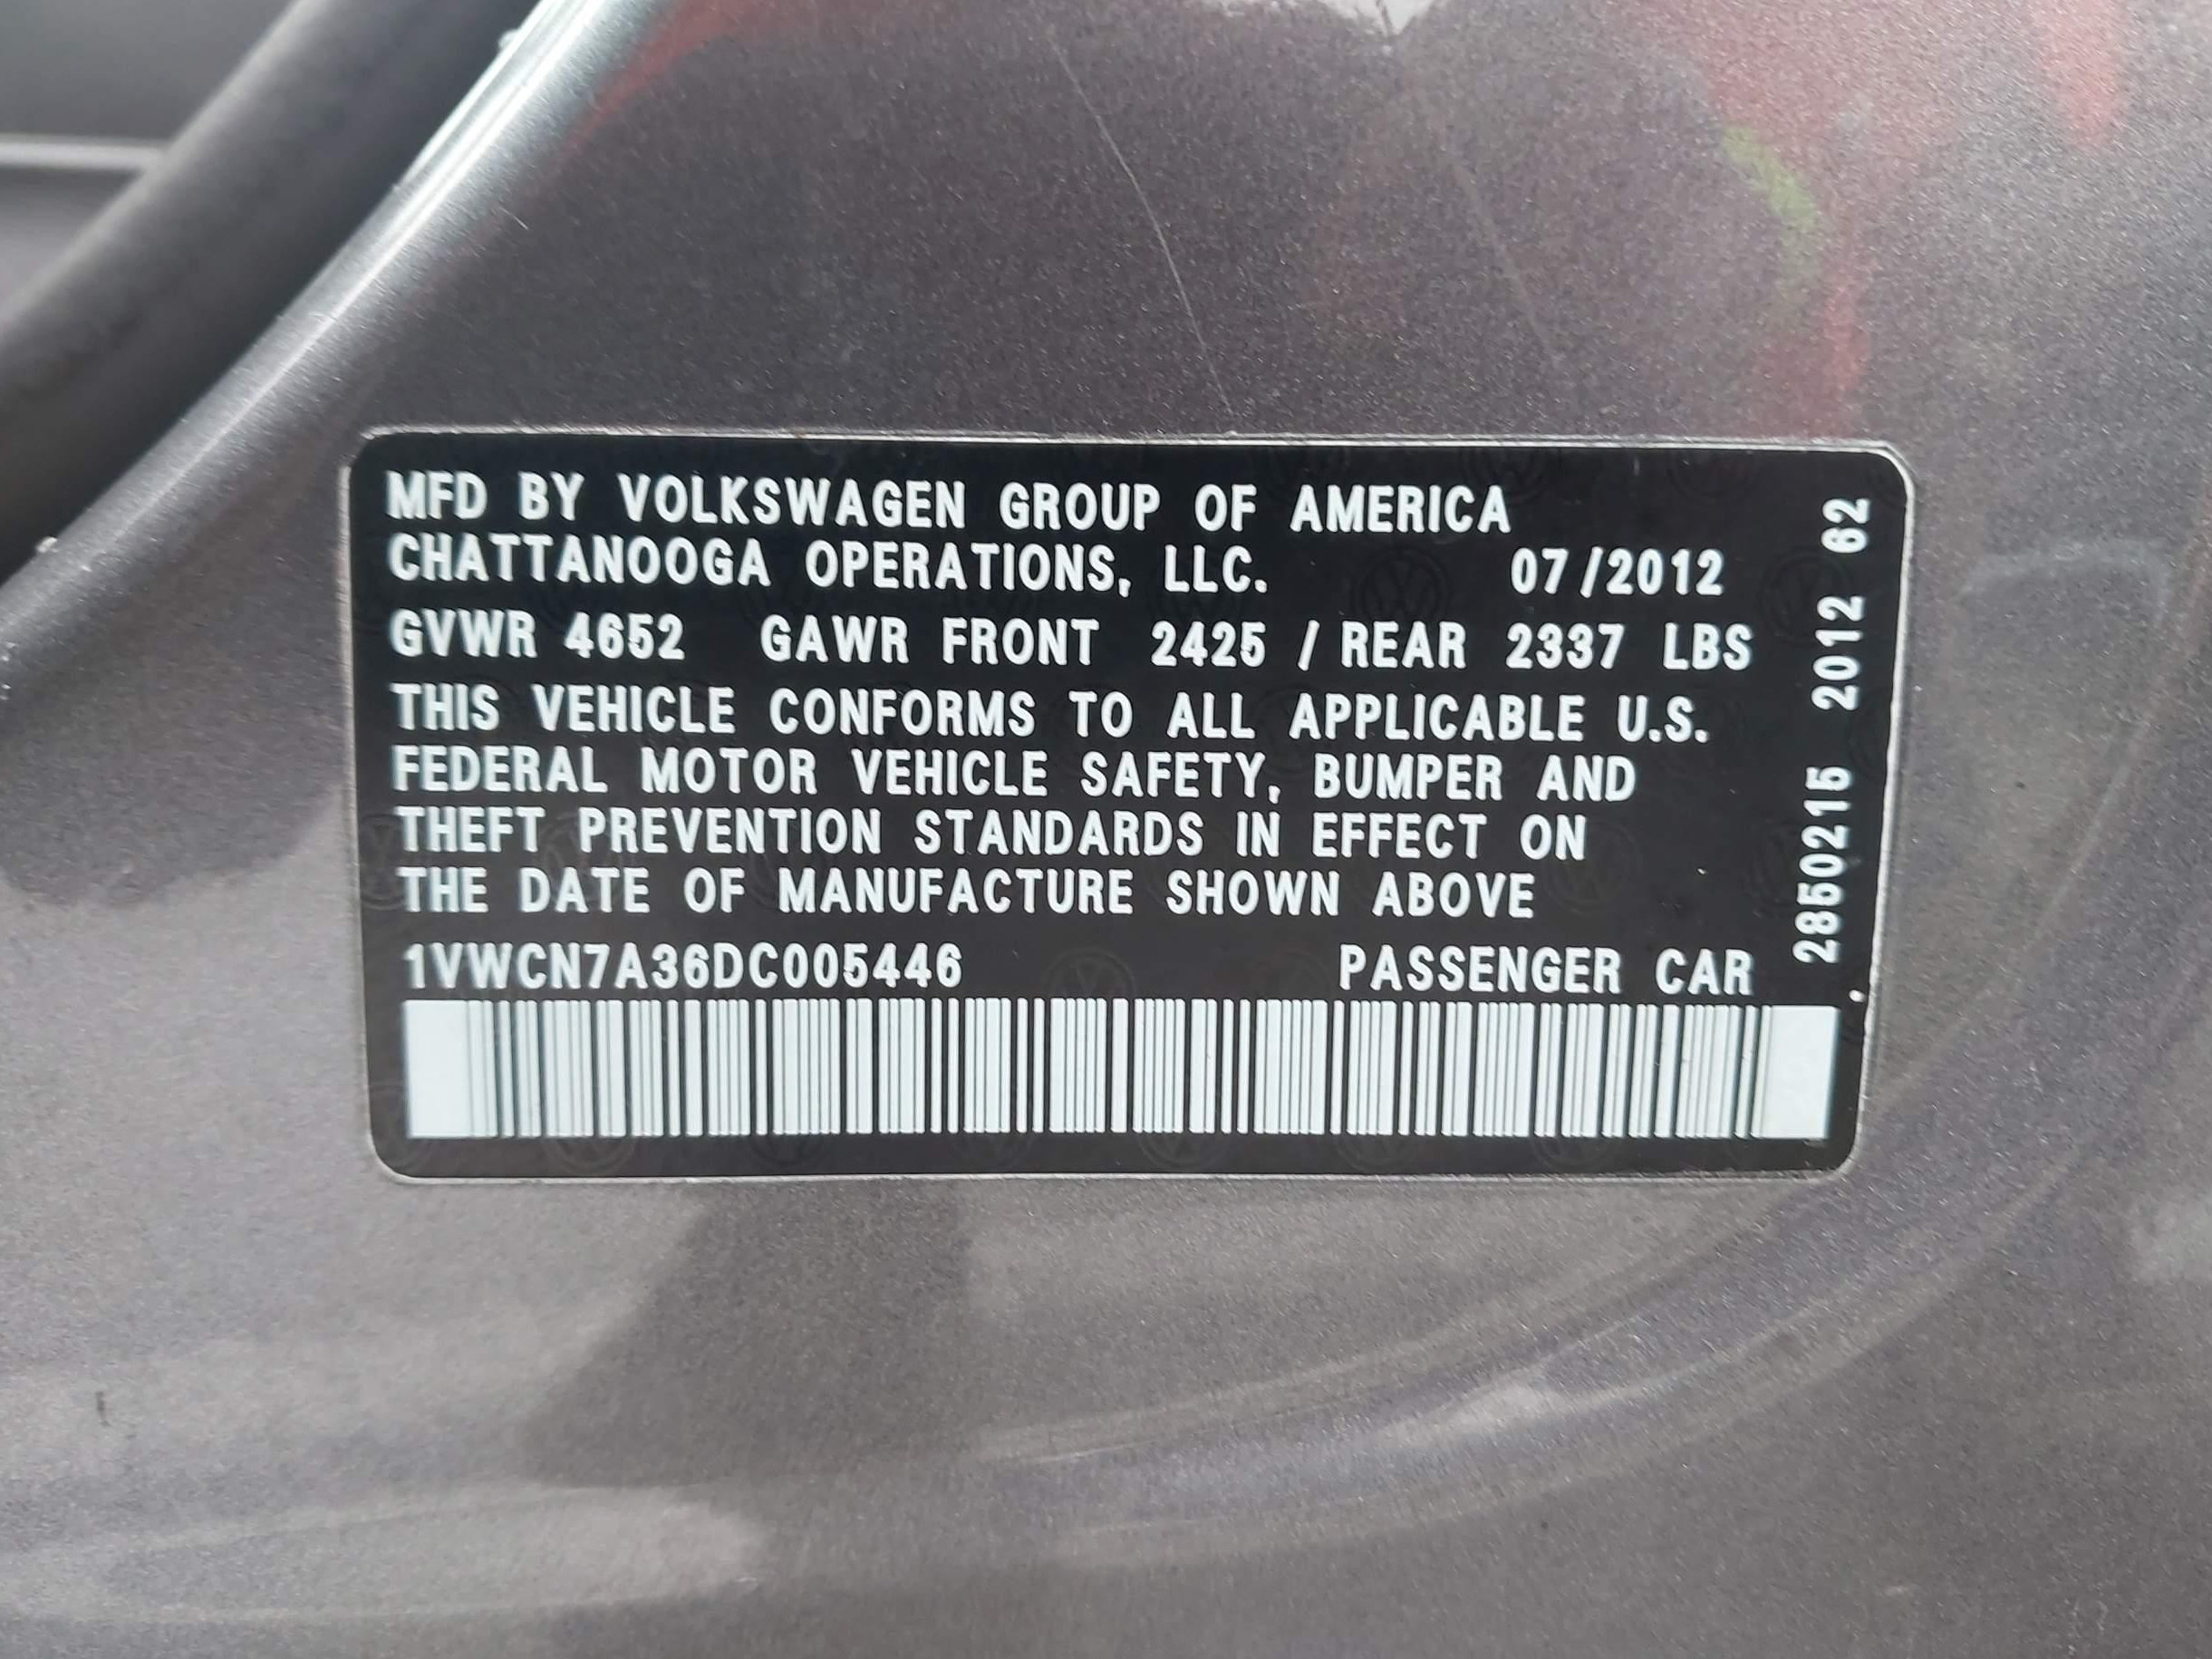 MFD BY VOLKSWAGEN GROUP OF AMERICA
CHATTANOOGA OPERATIONS, LLC. 07/2012
GVWR 4652 GAWR FRONT 2425 / REAR 2337 LBS
THIS VEHICLE CONFORMS TO ALL APPLICABLE U.S.
FEDERAL MOTOR VEHICLE SAFETY, BUMPER AND
THEFT PREVENTION STANDARDS IN EFFECT ON
THE DATE OF MANUFACTURE SHOWN ABOVE
1VWCN7A36DC005446 PASSENGER CAR
2850215 2012 62